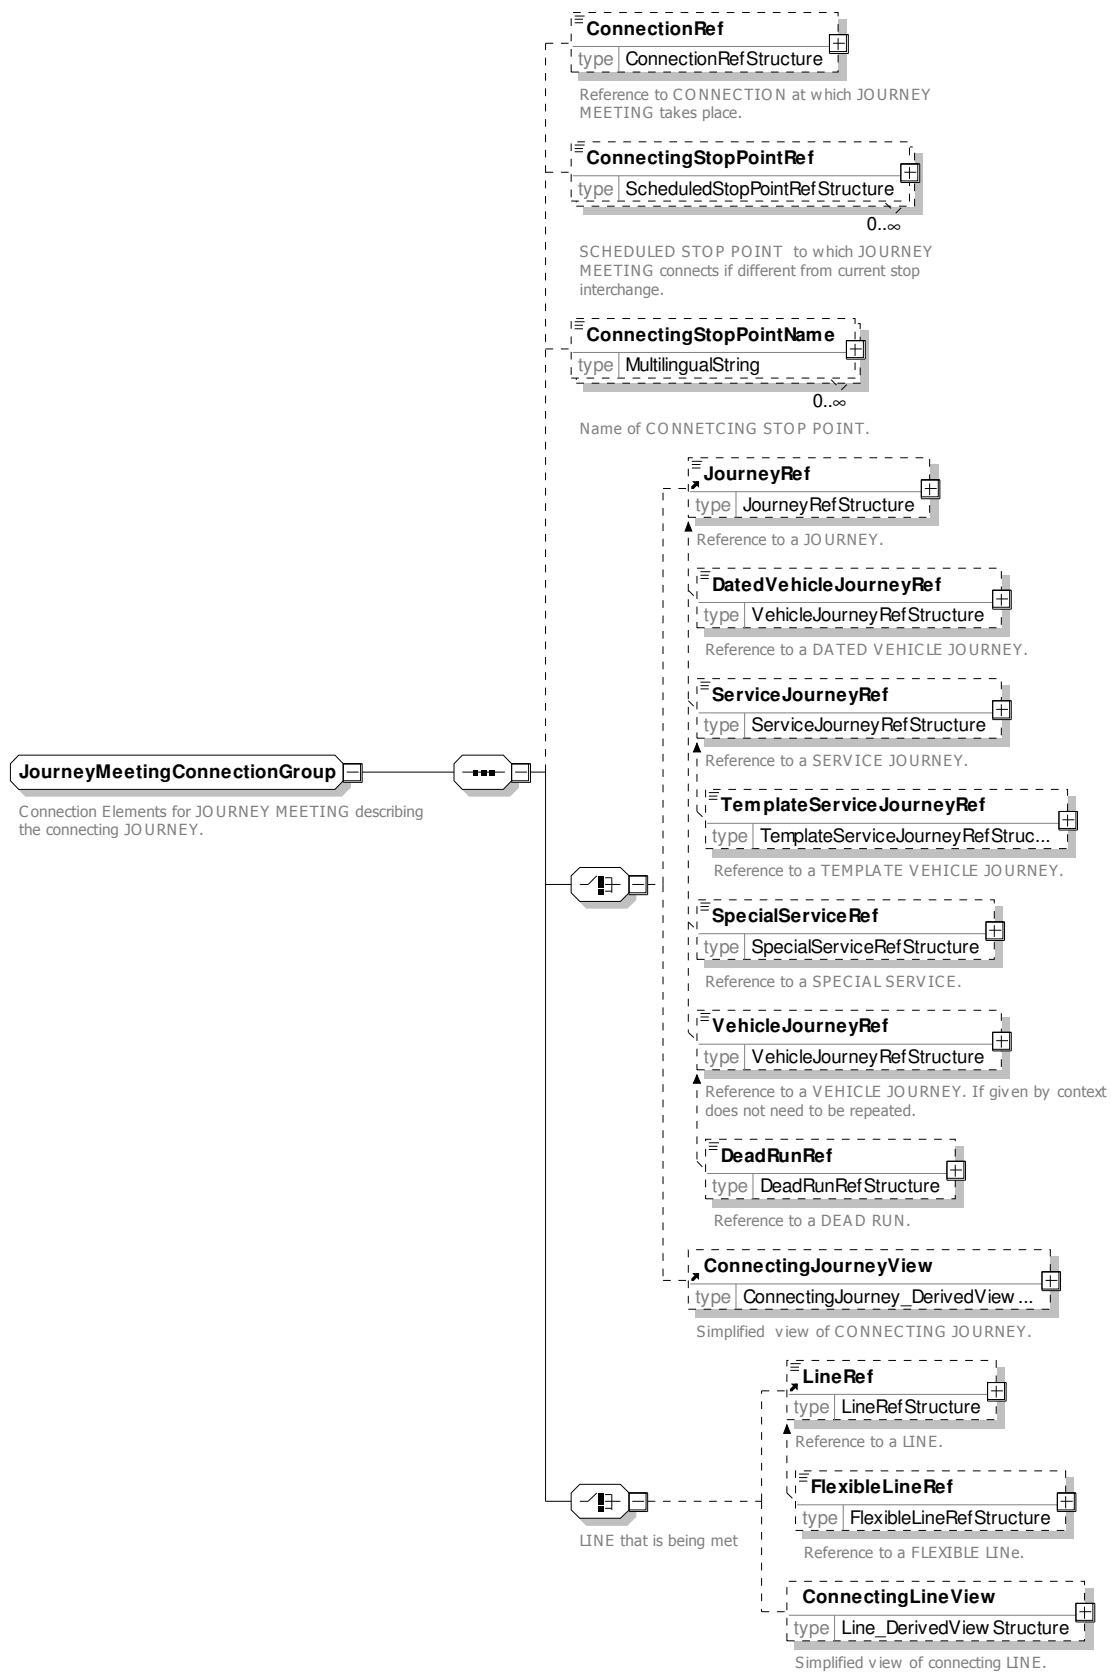 ConnectionRef
type ConnectionRefStructure
Reference to CONNECTION at which JOURNEY
MEETING takes place.
ConnectingStopPointRef
type ScheduledStopPointRefStructure
0..∞
SCHEDULED STOP POINT to which JOURNEY
MEETING connects if different from current stop
interchange.
ConnectingStopPointName
type MultilingualString
0..∞
Name of CONNETCING STOP POINT.
JourneyRef
type JourneyRefStructure
Reference to a JOURNEY.
DatedVehicleJourneyRef
type VehicleJourneyRefStructure
Reference to a DATED VEHICLE JOURNEY.
ServiceJourneyRef
type ServiceJourneyRefStructure
Reference to a SERVICE JOURNEY.
JourneyMeetingConnectionGroup
Connection Elements for JOURNEY MEETING describing
the connecting JOURNEY.
TemplateServiceJourneyRef
type TemplateServiceJourneyRefStruc...
Reference to a TEMPLATE VEHICLE JOURNEY.
SpecialServiceRef
type SpecialServiceRefStructure
Reference to a SPECIAL SERVICE.
VehicleJourneyRef
type VehicleJourneyRefStructure
Reference to a VEHICLE JOURNEY. If given by context
does not need to be repeated.
DeadRunRef
type DeadRunRefStructure
Reference to a DEAD RUN.
ConnectingJourneyView
type ConnectingJourney_DerivedView...
Simplified view of CONNECTING JOURNEY.
LineRef
type LineRefStructure
Reference to a LINE.
FlexibleLineRef
type FlexibleLineRefStructure
LINE that is being met
Reference to a FLEXIBLE LINe.
ConnectingLineView
type Line_DerivedViewStructure
Simplified view of connecting LINE.